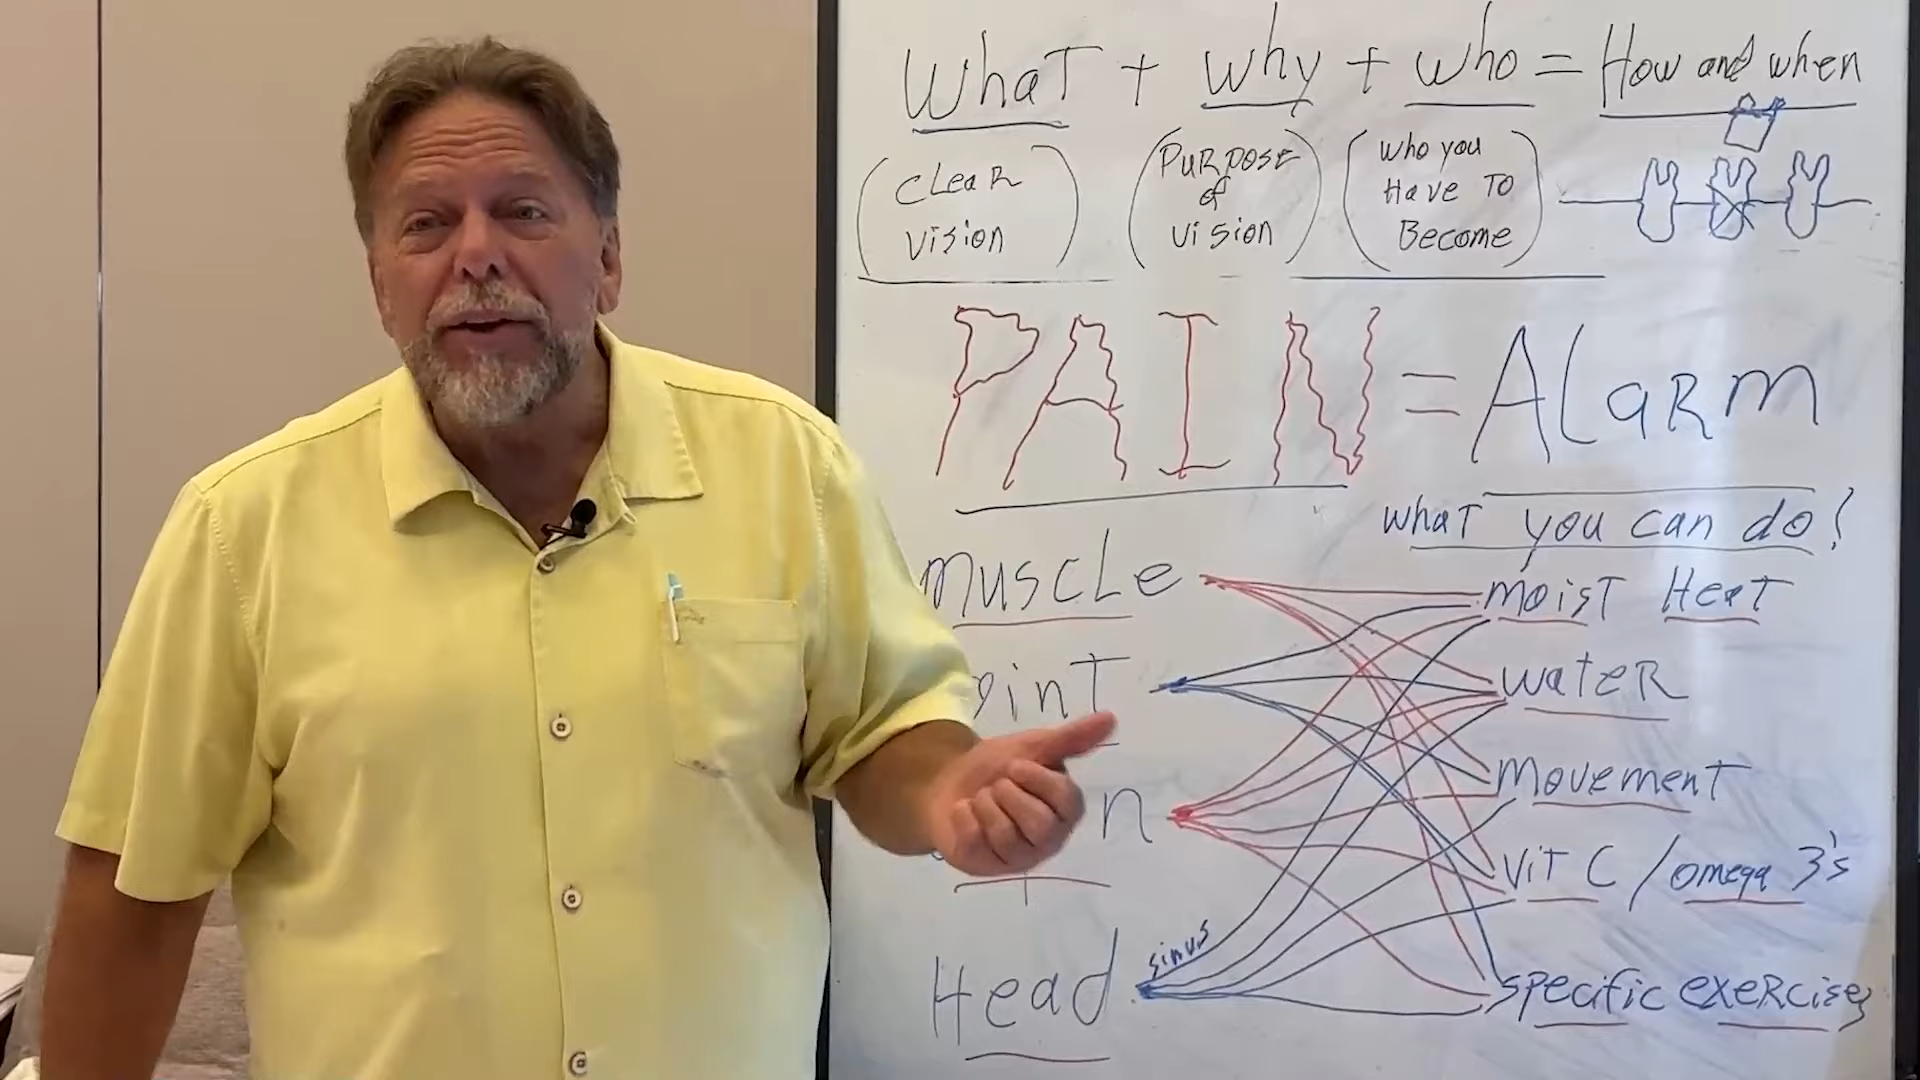 What + why + who = How and when
(Clear vision)
(Purpose of vision)
(who you Have To Become)
PAIN = ALarm
what you can do!
muscLe
moist Heat
water
movement
Vit C / omega 3's
sinus
Head
specific exercises